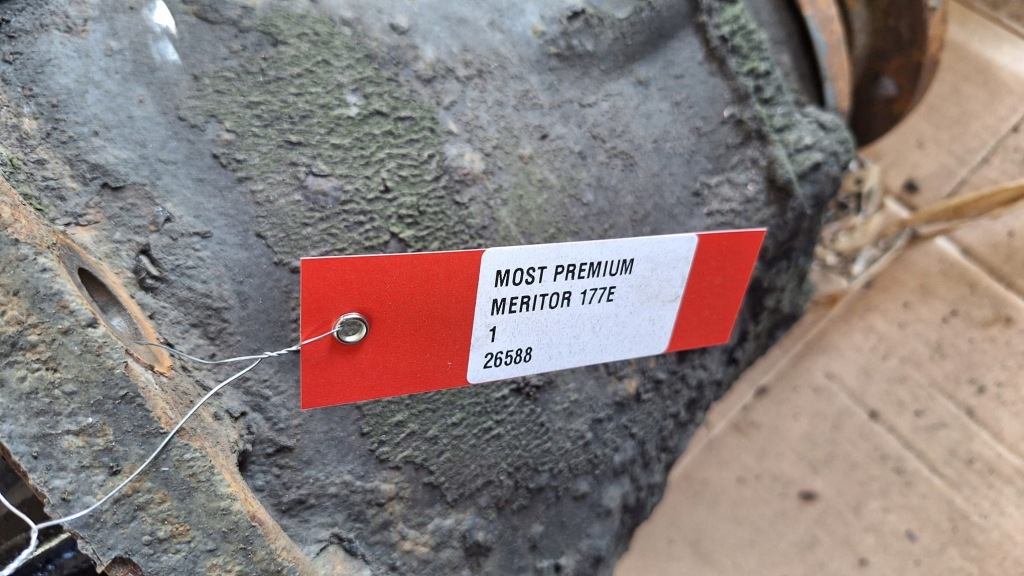 MOST PREMIUM
MERITOR 177E
1
26588